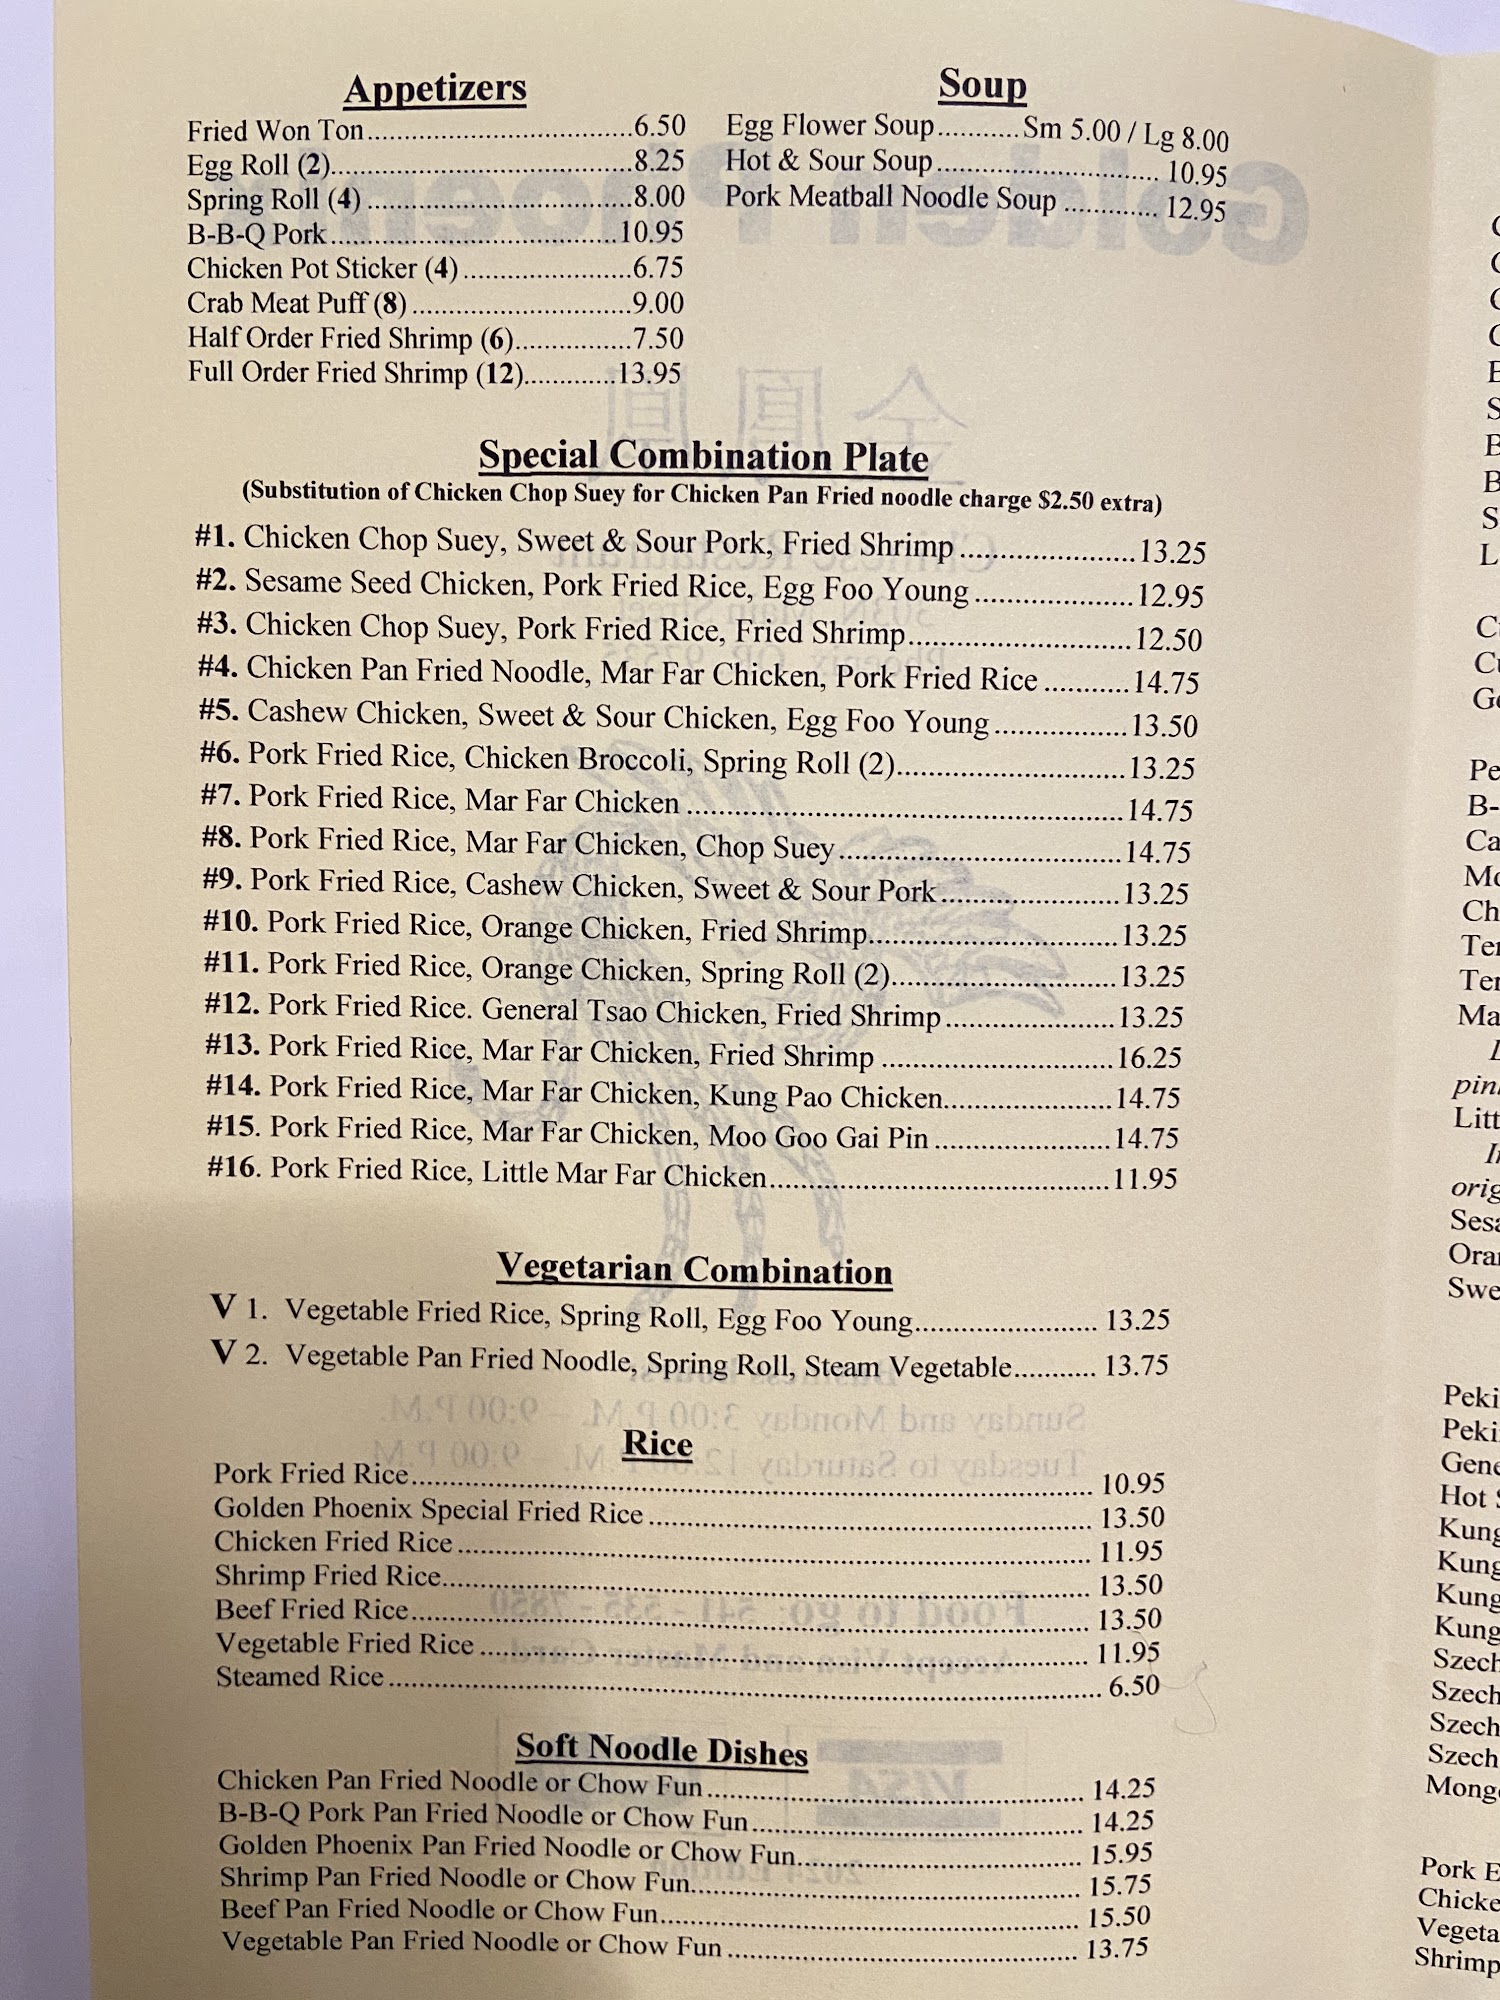 Appetizers
Fried Won Ton..................................6.50
Egg Roll (2)......................................8.25
Spring Roll (4)..................................8.00
B-B-Q Pork.....................................10.95
Chicken Pot Sticker (4)......................6.75
Crab Meat Puff (8)............................9.00
Half Order Fried Shrimp (6)...............7.50
Full Order Fried Shrimp (12)............13.95
Soup
Egg Flower Soup...........Sm 5.00 / Lg 8.00
Hot & Sour Soup............................. 10.95
Pork Meatball Noodle Soup ............. 12.95
Special Combination Plate
(Substitution of Chicken Chop Suey for Chicken Pan Fried noodle charge $2.50 extra)
#1. Chicken Chop Suey, Sweet & Sour Pork, Fried Shrimp......................13.25
#2. Sesame Seed Chicken, Pork Fried Rice, Egg Foo Young....................12.95
#3. Chicken Chop Suey, Pork Fried Rice, Fried Shrimp............................12.50
#4. Chicken Pan Fried Noodle, Mar Far Chicken, Pork Fried Rice...........14.75
#5. Cashew Chicken, Sweet & Sour Chicken, Egg Foo Young.................13.50
#6. Pork Fried Rice, Chicken Broccoli, Spring Roll (2).............................13.25
#7. Pork Fried Rice, Mar Far Chicken.......................................................14.75
#8. Pork Fried Rice, Mar Far Chicken, Chop Suey....................................14.75
#9. Pork Fried Rice, Cashew Chicken, Sweet & Sour Pork.......................13.25
#10. Pork Fried Rice, Orange Chicken, Fried Shrimp................................13.25
#11. Pork Fried Rice, Orange Chicken, Spring Roll (2).............................13.25
#12. Pork Fried Rice. General Tsao Chicken, Fried Shrimp......................13.25
#13. Pork Fried Rice, Mar Far Chicken, Fried Shrimp..............................16.25
#14. Pork Fried Rice, Mar Far Chicken, Kung Pao Chicken......................14.75
#15. Pork Fried Rice, Mar Far Chicken, Moo Goo Gai Pin.......................14.75
#16. Pork Fried Rice, Little Mar Far Chicken...........................................11.95
Vegetarian Combination
V 1. Vegetable Fried Rice, Spring Roll, Egg Foo Young....................... 13.25
V 2. Vegetable Pan Fried Noodle, Spring Roll, Steam Vegetable........... 13.75
Rice
Pork Fried Rice...................................................................... 10.95
Golden Phoenix Special Fried Rice........................................ 13.50
Chicken Fried Rice................................................................ 11.95
Shrimp Fried Rice.................................................................. 13.50
Beef Fried Rice...................................................................... 13.50
Vegetable Fried Rice.............................................................. 11.95
Steamed Rice.......................................................................... 6.50
Soft Noodle Dishes
Chicken Pan Fried Noodle or Chow Fun................................................ 14.25
B-B-Q Pork Pan Fried Noodle or Chow Fun.......................................... 14.25
Golden Phoenix Pan Fried Noodle or Chow Fun.................................... 15.95
Shrimp Pan Fried Noodle or Chow Fun.................................................. 15.75
Beef Pan Fried Noodle or Chow Fun...................................................... 15.50
Vegetable Pan Fried Noodle or Chow Fun.............................................. 13.75